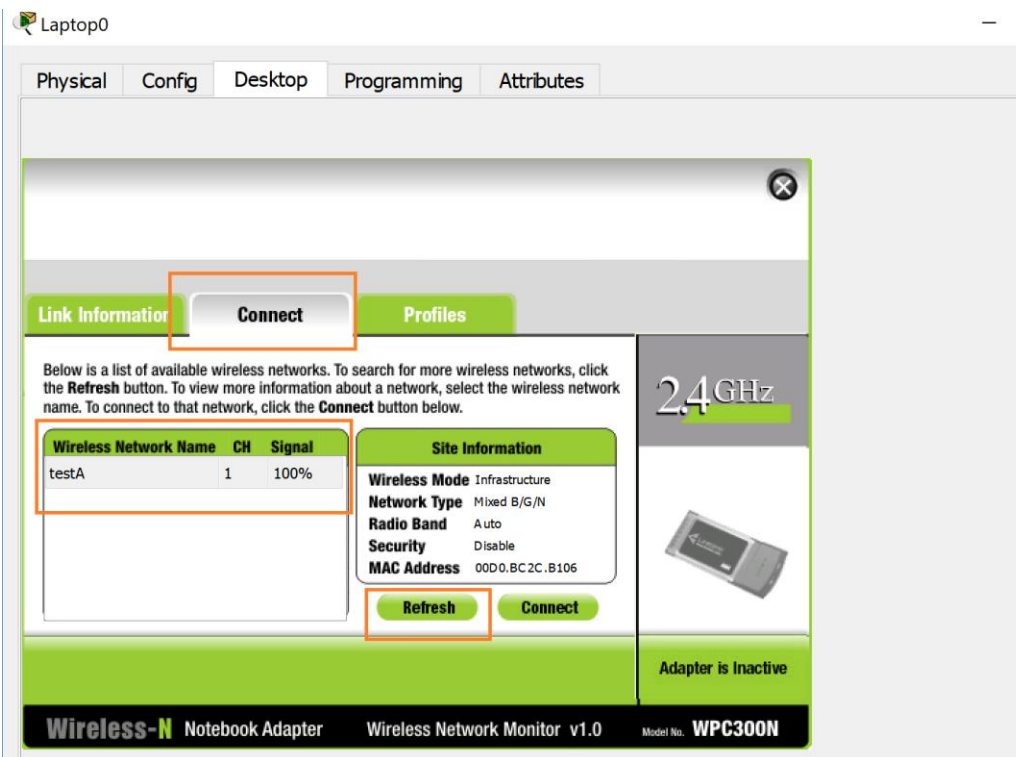 Laptop0
Physical Config Desktop Programming Attributes
Link Information Connect Profiles
Below is a list of available wireless networks. To search for more wireless networks, click
the Refresh button. To view more information about a network, select the wireless network
name. To connect to that network, click the Connect button below.
2.4GHz
Wireless Network Name CH Signal
testA 1 100%
Site Information
Wireless Mode Infrastructure
Network Type Mixed B/G/N
Radio Band Auto
Security Disable
MAC Address 00D0.BC2C.B106
Refresh Connect
Adapter is Inactive
Wireless-N Notebook Adapter Wireless Network Monitor v1.0 Model No. WPC300N